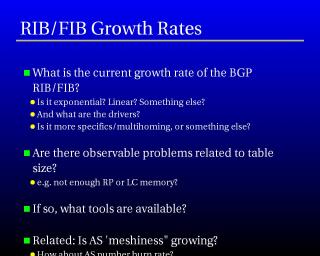 RIB/FIB Growth Rates
What is the current growth rate of the BGP
RIB/FIB?
Is it exponential? Linear? Something else?
And what are the drivers?
Is it more specifics/multihoming, or something else?
Are there observable problems related to table
size?
e.g. not enough RP or LC memory?
If so, what tools are available?
Related: Is AS 'meshiness" growing?
How about AS number burn rate?